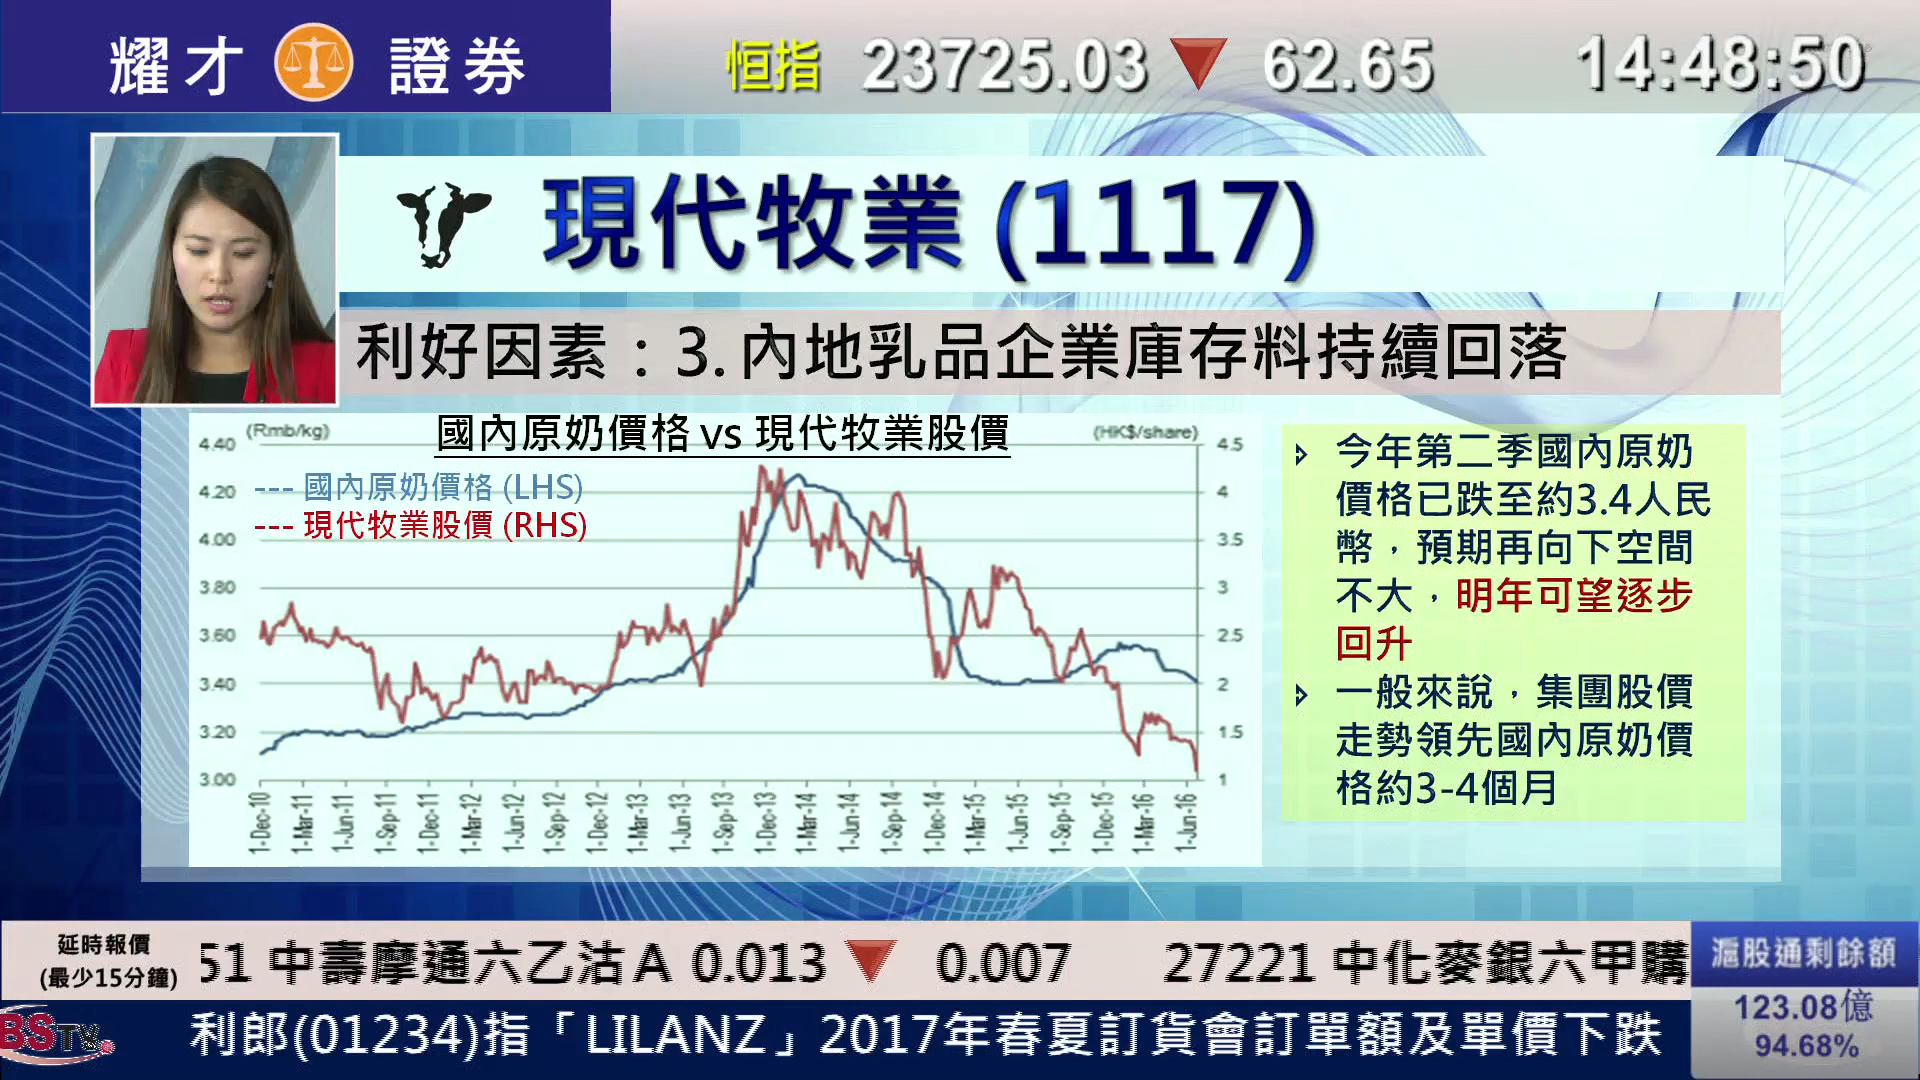 耀才 證券
恒指 23725.03 62.65 14:48:50
現代牧業 (1117)
利好因素：3. 內地乳品企業庫存料持續回落
國內原奶價格 vs 現代牧業股價
(Rmb/kg)
(HK$/share)
--- 國內原奶價格 (LHS)
--- 現代牧業股價 (RHS)
4.40
4.20
4.00
3.80
3.60
3.40
3.20
3.00
4.5
4
3.5
3
2.5
2
1.5
1
1-Dec-10
1-Mar-11
1-Jun-11
1-Sep-11
1-Dec-11
1-Mar-12
1-Jun-12
1-Sep-12
1-Dec-12
1-Mar-13
1-Jun-13
1-Sep-13
1-Dec-13
1-Mar-14
1-Jun-14
1-Sep-14
1-Dec-14
1-Mar-15
1-Jun-15
1-Sep-15
1-Dec-15
1-Mar-16
1-Jun-16
今年第二季國內原奶
價格已跌至約3.4人民
幣，預期再向下空間
不大，明年可望逐步
回升
一般來說，集團股價
走勢領先國內原奶價
格約3-4個月
延時報價
(最少15分鐘)
51 中壽摩通六乙沽A 0.013 0.007 27221 中化麥銀六甲購
滬股通剩餘額
123.08億
94.68%
BSTV
利郎(01234)指「LILANZ」2017年春夏訂貨會訂單額及單價下跌